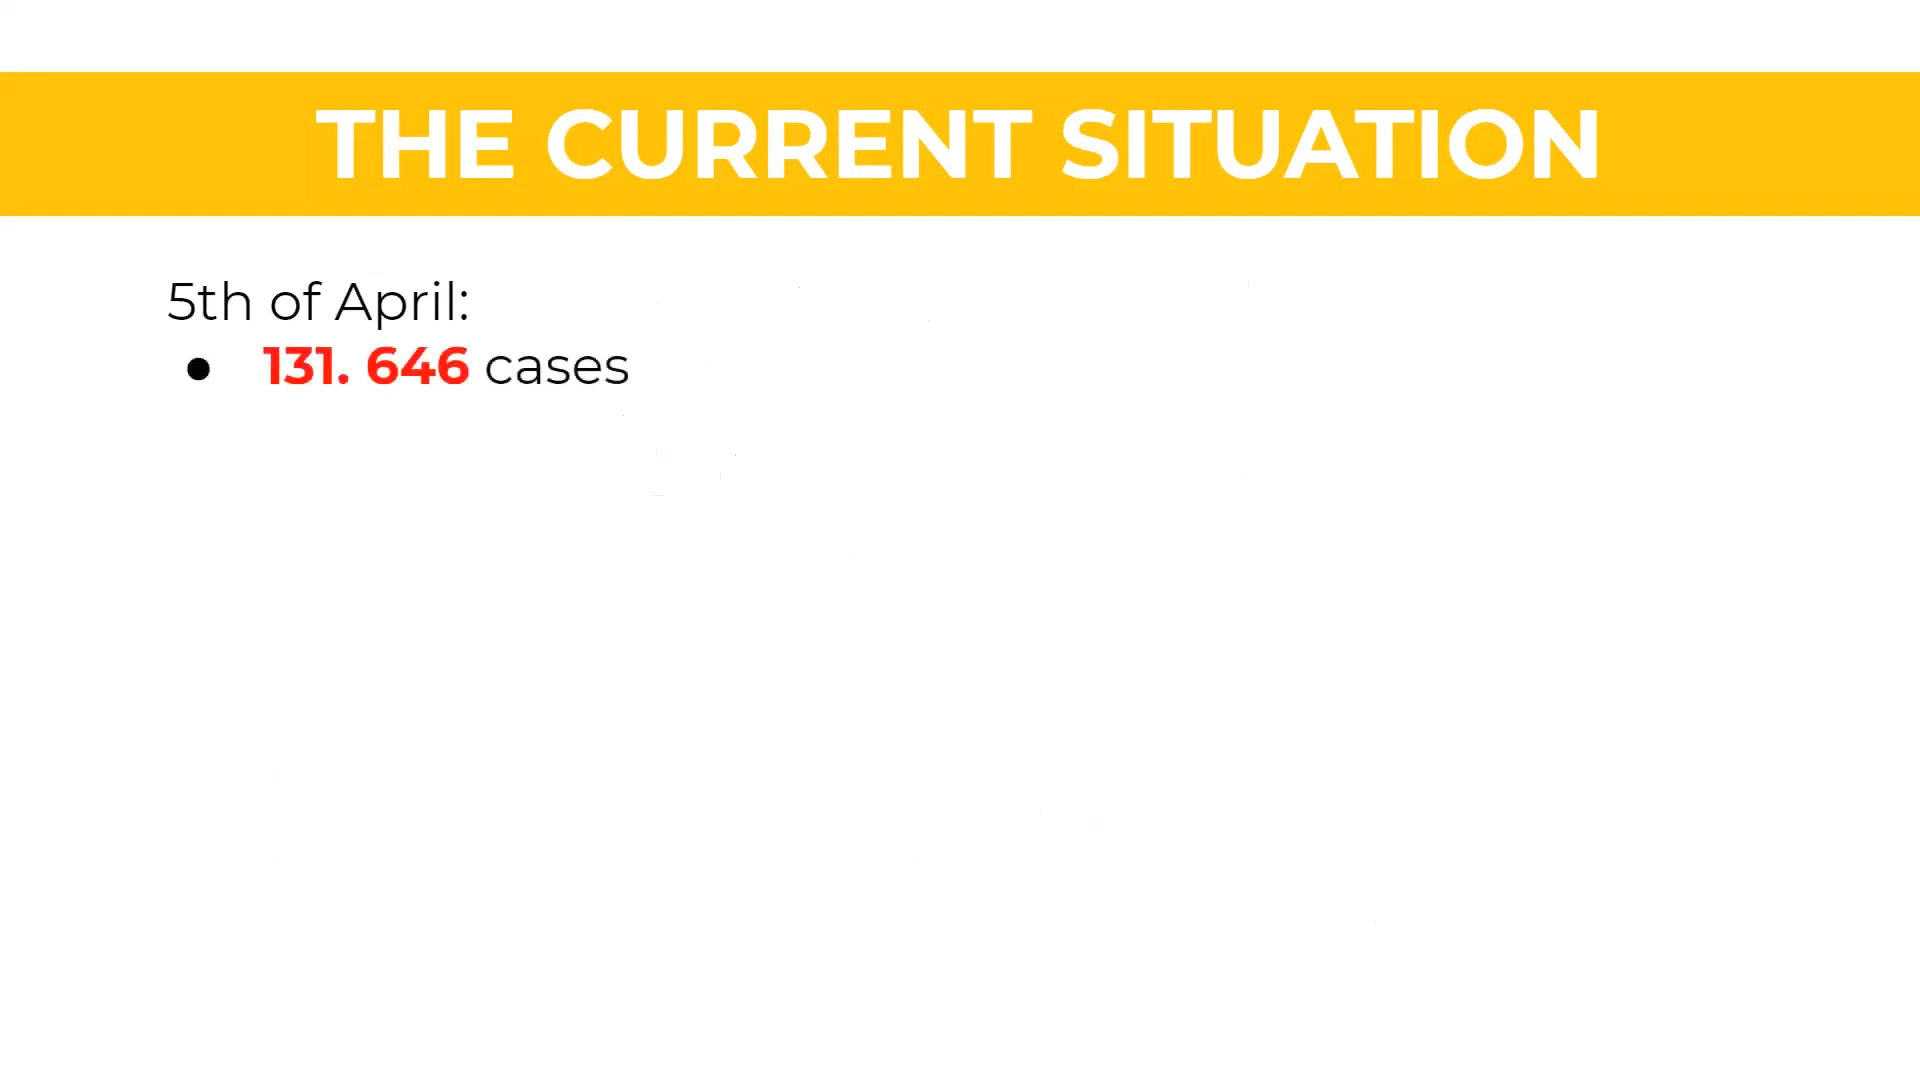 THE CURRENT SITUATION
5th of April:
● 131. 646 cases